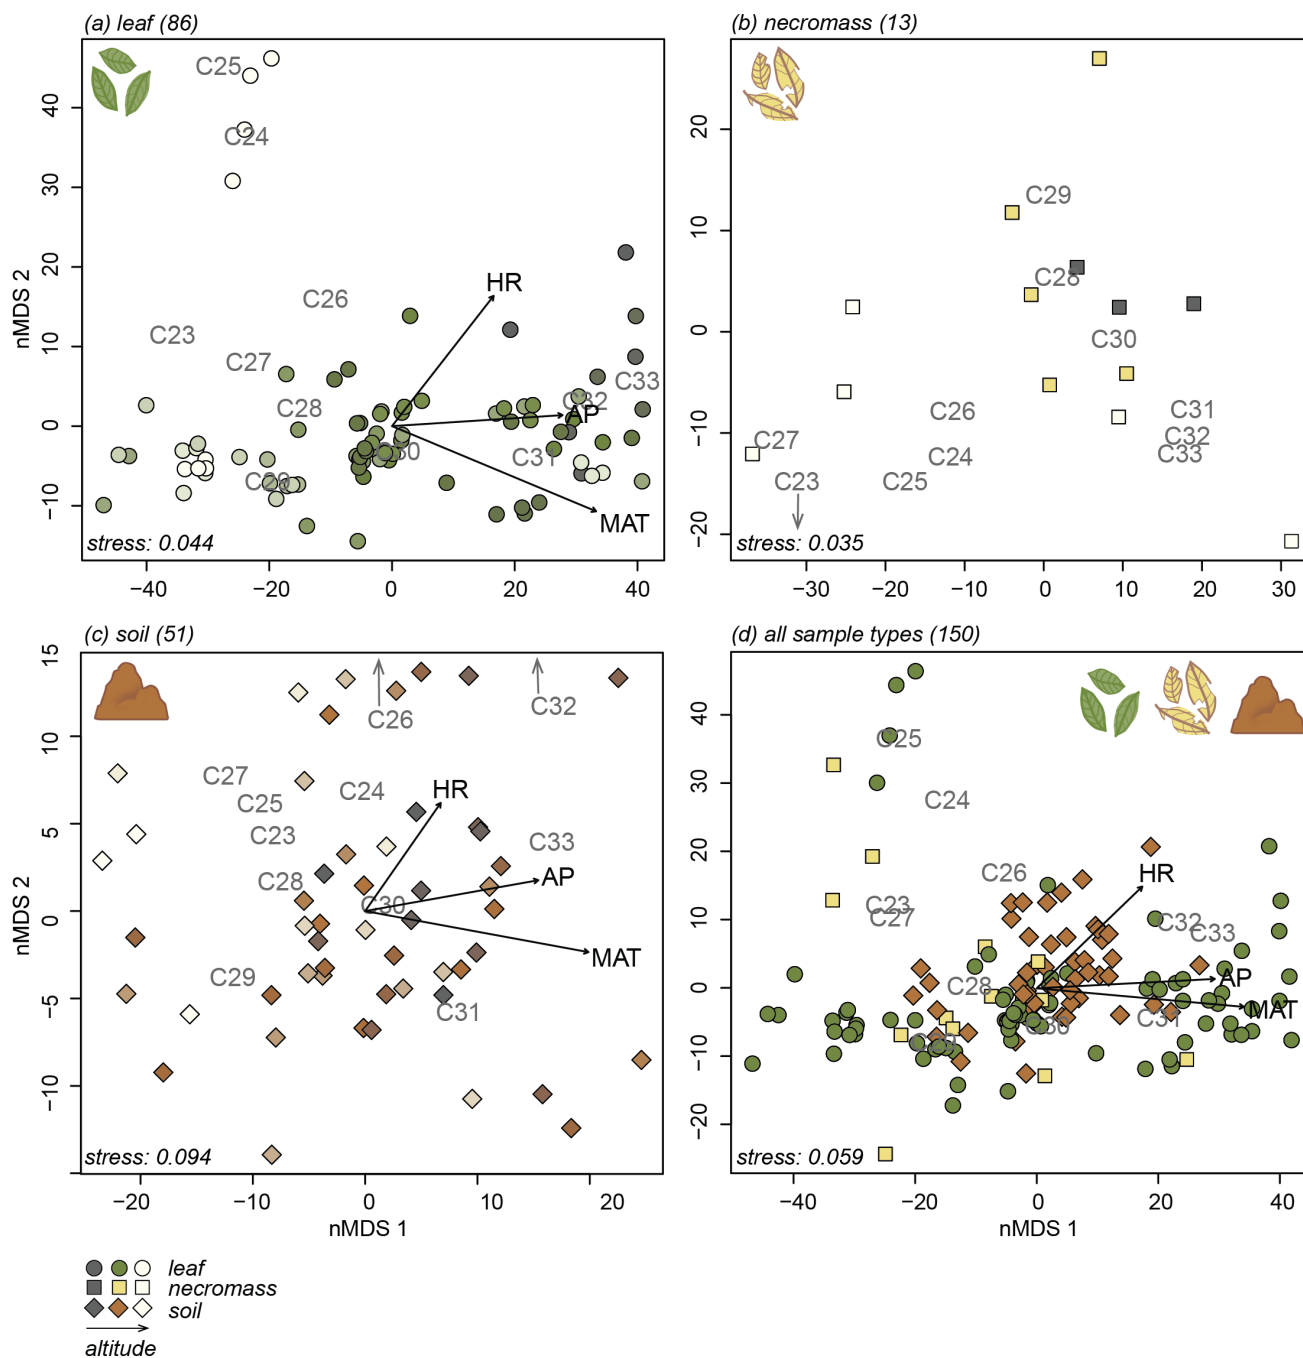 (a) leaf (86)
C25
C24
C26
C23
C27
C28
C29
C30
C31
C32
C33
HR
AP
MAT
stress: 0.044
nMDS 2
40
30
20
10
0
−10
−40
−20
0
20
40
(b) necromass (13)
C29
C28
C30
C26
C31
C27
C32
C24
C33
C23
C25
stress: 0.035
20
10
0
−10
−20
−30
−20
−10
0
10
20
30
(c) soil (51)
C26
C32
C27
C24
C25
HR
C23
C33
C28
AP
C30
MAT
C29
C31
stress: 0.094
nMDS 2
15
10
5
0
−5
−10
−20
−10
0
10
20
nMDS 1
(d) all sample types (150)
C25
C24
C26
HR
C23
C27
C32
C33
C28
AP
MAT
C30
C31
C29
stress: 0.059
40
30
20
10
0
−10
−20
−40
−20
0
20
40
nMDS 1
leaf
necromass
soil
altitude